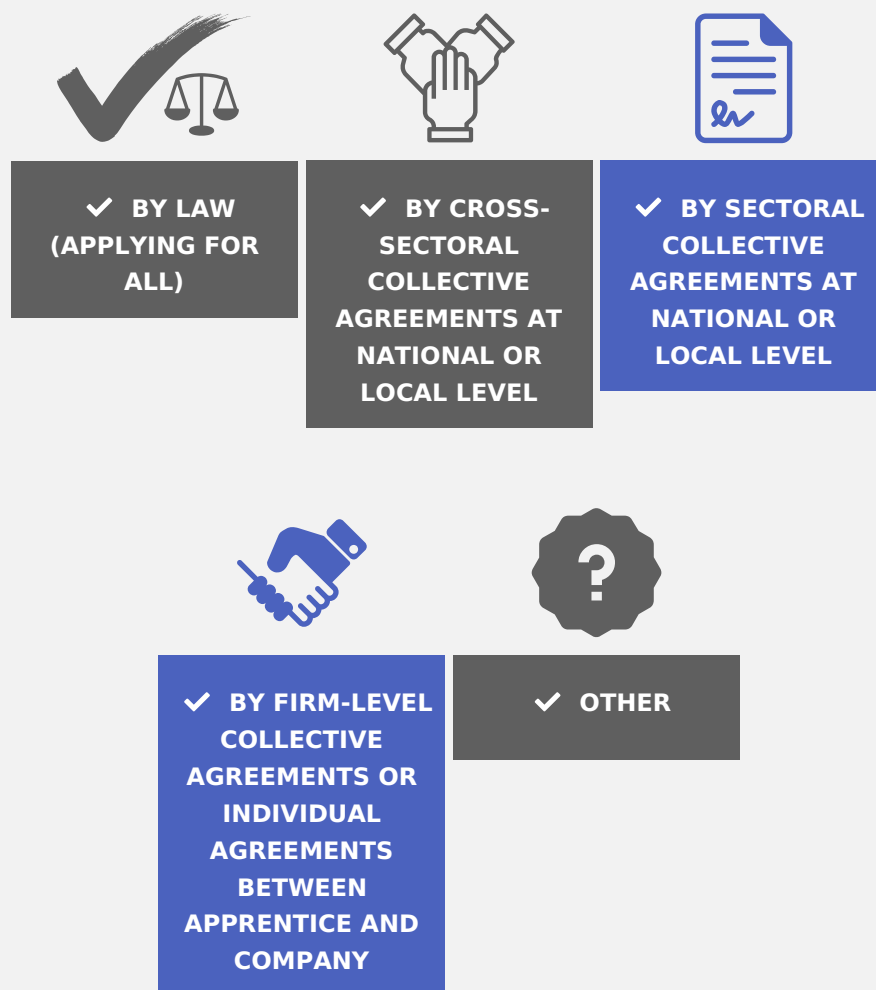 ✓ BY LAW
(APPLYING FOR
ALL)
✓ BY CROSS-
SECTORAL
COLLECTIVE
AGREEMENTS AT
NATIONAL OR
LOCAL LEVEL
✓ BY SECTORAL
COLLECTIVE
AGREEMENTS AT
NATIONAL OR
LOCAL LEVEL
?
✓ BY FIRM-LEVEL
COLLECTIVE
AGREEMENTS OR
INDIVIDUAL
AGREEMENTS
BETWEEN
APPRENTICE AND
COMPANY
✓ OTHER